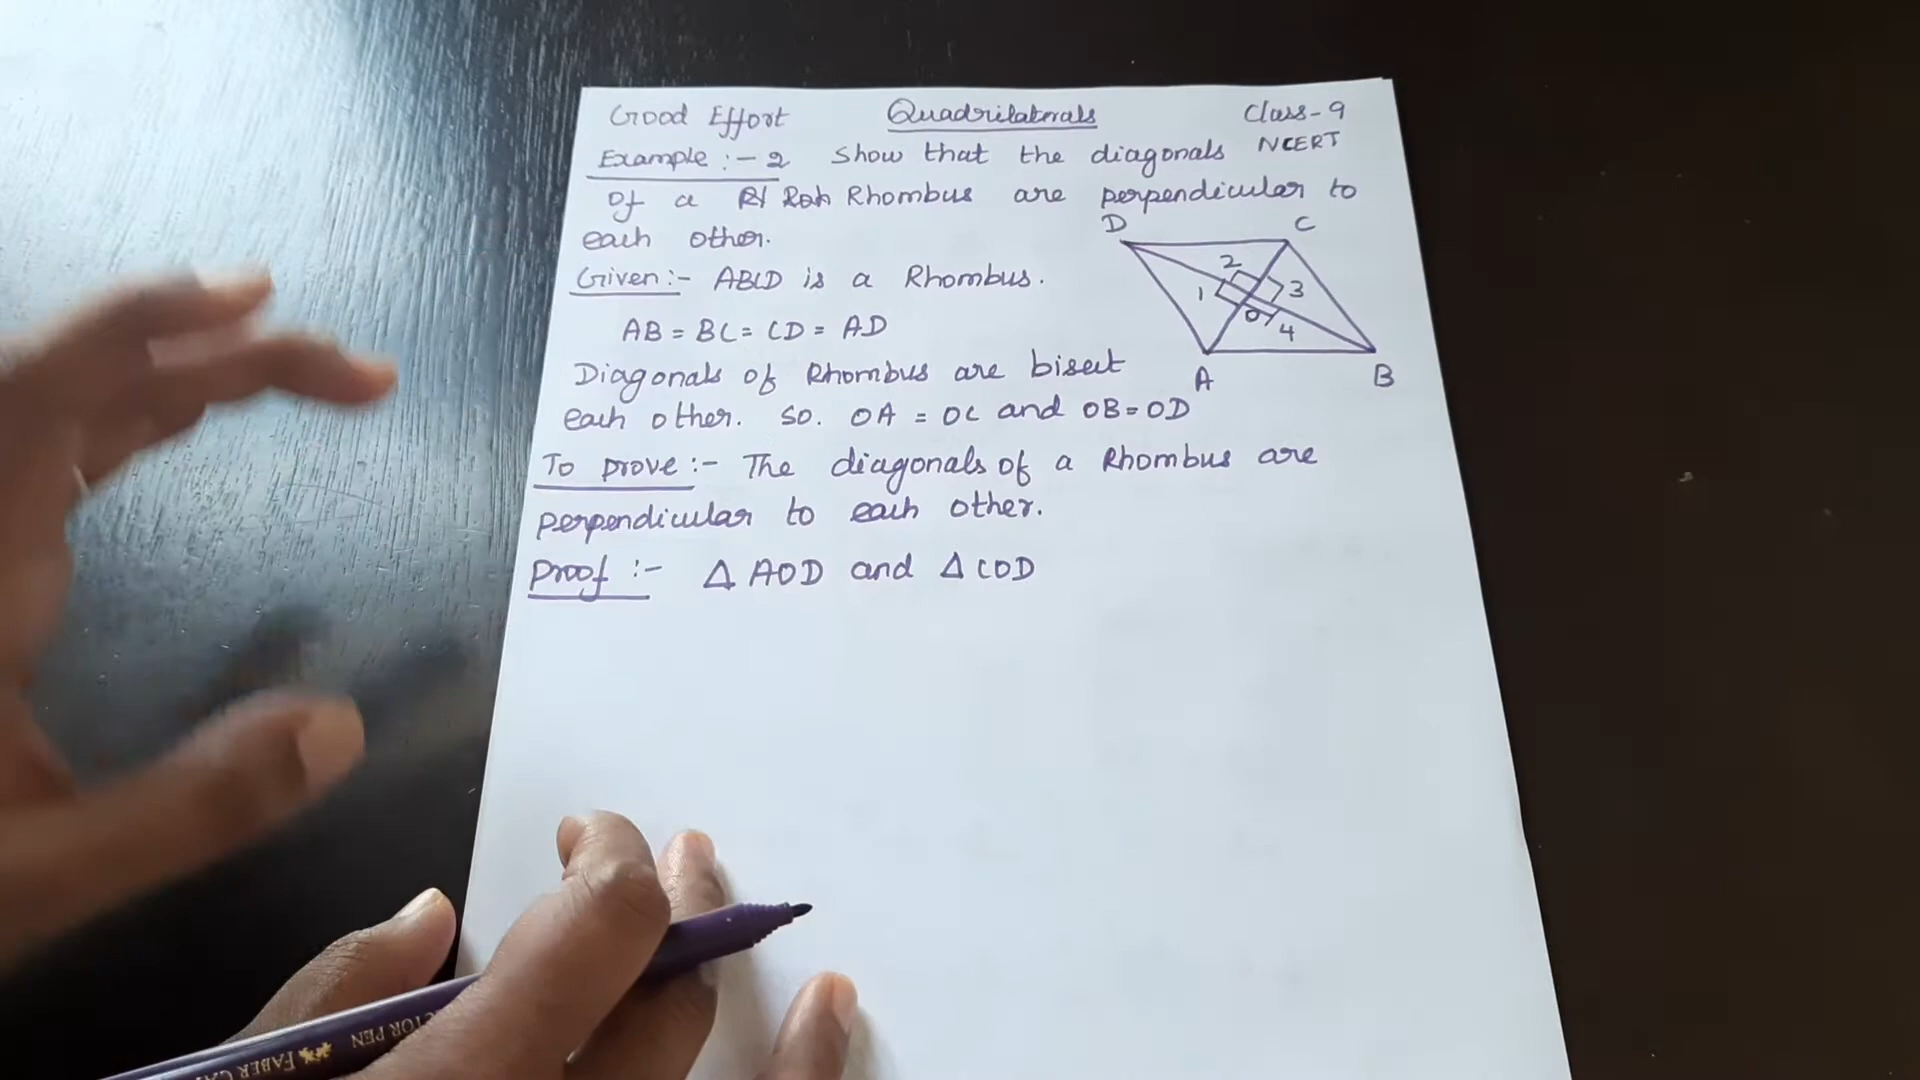 Good Effort Quadrilaterals Class-9
NCERT
Example :- 2 Show that the diagonals
of a Rhombus are perpendicular to
each other.
D C
2
1 3
O 4
A B
Given :- ABCD is a Rhombus.
AB = BC = CD = AD
Diagonals of Rhombus are bisect
each other. SO. OA = OC and OB = OD
To prove :- The diagonals of a Rhombus are
perpendicular to each other.
Proof :- Δ AOD and Δ COD
PEN
FABER